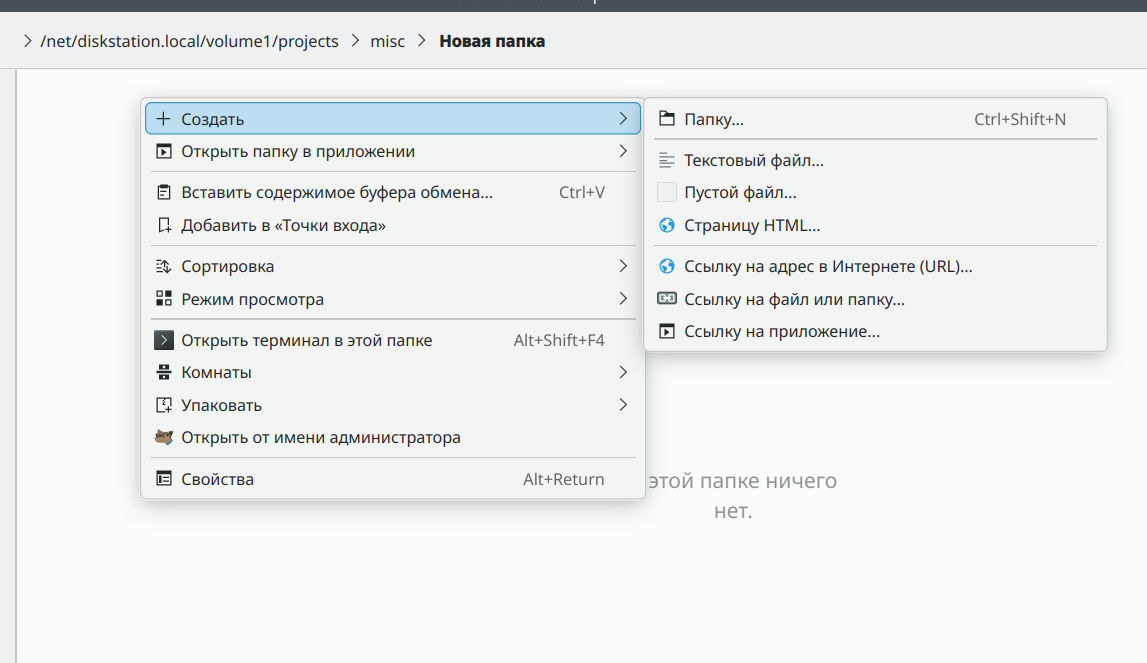 /net/diskstation.local/volume1/projects > misc > Новая папка
Создать
Открыть папку в приложении
Вставить содержимое буфера обмена... Ctrl+V
Добавить в «Точки входа»
Сортировка
Режим просмотра
Открыть терминал в этой папке Alt+Shift+F4
Комнаты
Упаковать
Открыть от имени администратора
Свойства Alt+Return
Папку... Ctrl+Shift+N
Текстовый файл...
Пустой файл...
Страницу HTML...
Ссылку на адрес в Интернете (URL)...
Ссылку на файл или папку...
Ссылку на приложение...
этой папке ничего
нет.